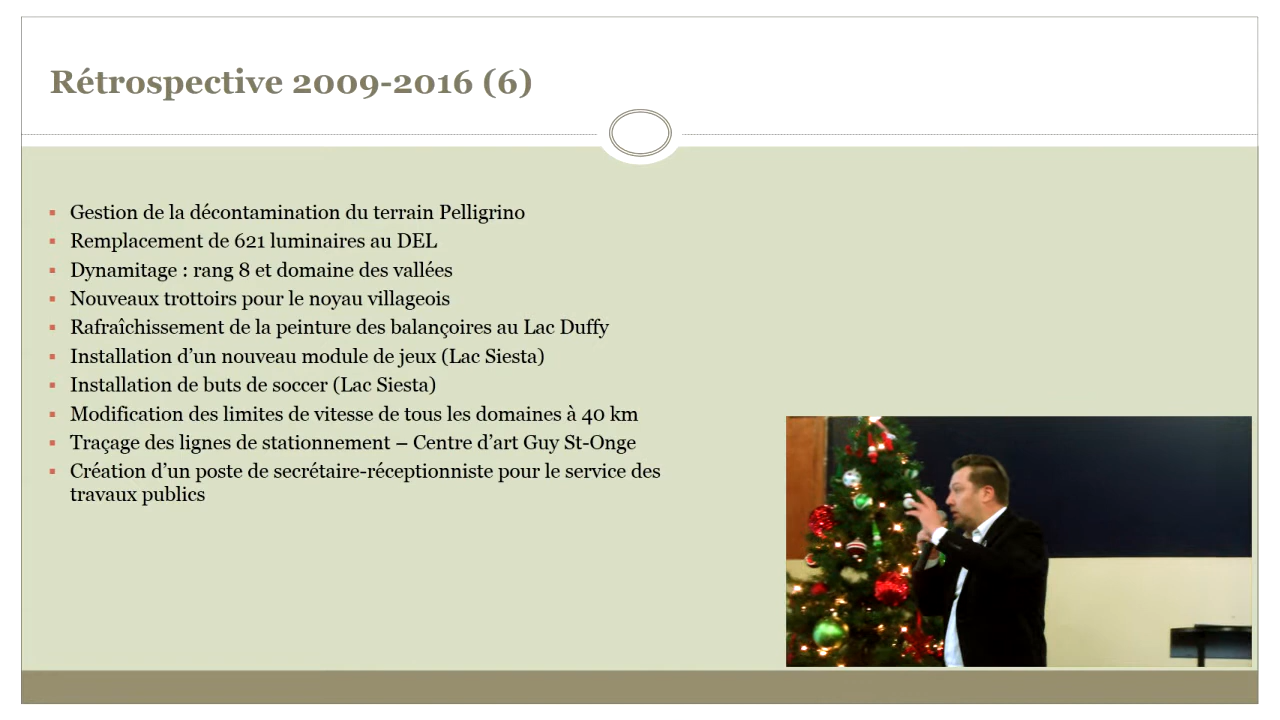 Rétrospective 2009-2016 (6)
Gestion de la décontamination du terrain Pelligrino
Remplacement de 621 luminaires au DEL
Dynamitage : rang 8 et domaine des vallées
Nouveaux trottoirs pour le noyau villageois
Rafraîchissement de la peinture des balançoires au Lac Duffy
Installation d’un nouveau module de jeux (Lac Siesta)
Installation de buts de soccer (Lac Siesta)
Modification des limites de vitesse de tous les domaines à 40 km
Traçage des lignes de stationnement – Centre d’art Guy St-Onge
Création d’un poste de secrétaire-réceptionniste pour le service des
travaux publics